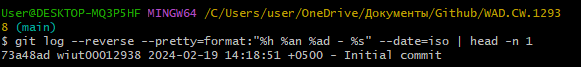 User@DESKTOP-MQ3P5HF MINGW64 /C/Users/user/OneDrive/Документы/Github/WAD.CW.1293
8 (main)
$ git log --reverse --pretty=format:"%h %an %ad - %s" --date=iso | head -n 1
73a48ad wiut00012938 2024-02-19 14:18:51 +0500 - Initial commit